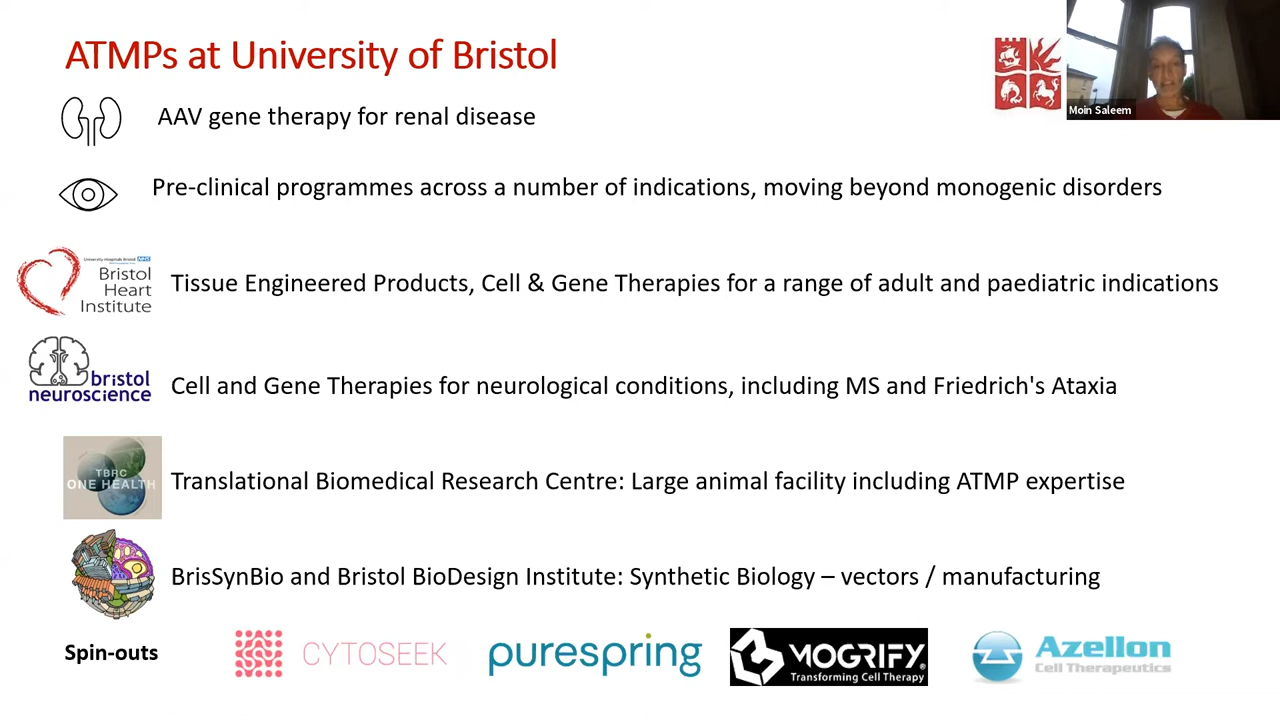 ATMPs at University of Bristol
Moin Saleem
AAV gene therapy for renal disease
Pre-clinical programmes across a number of indications, moving beyond monogenic disorders
University Hospitals Bristol NHS
Bristol
Heart
Institute
Tissue Engineered Products, Cell & Gene Therapies for a range of adult and paediatric indications
bristol
neuroscience
Cell and Gene Therapies for neurological conditions, including MS and Friedrich's Ataxia
TBRC
ONE HEALTH
Translational Biomedical Research Centre: Large animal facility including ATMP expertise
BrisSynBio and Bristol BioDesign Institute: Synthetic Biology – vectors / manufacturing
Spin-outs
CYTOSEEK
purespring
MOGRIFY®
Transforming Cell Therapy
Azellon
Cell Therapeutics